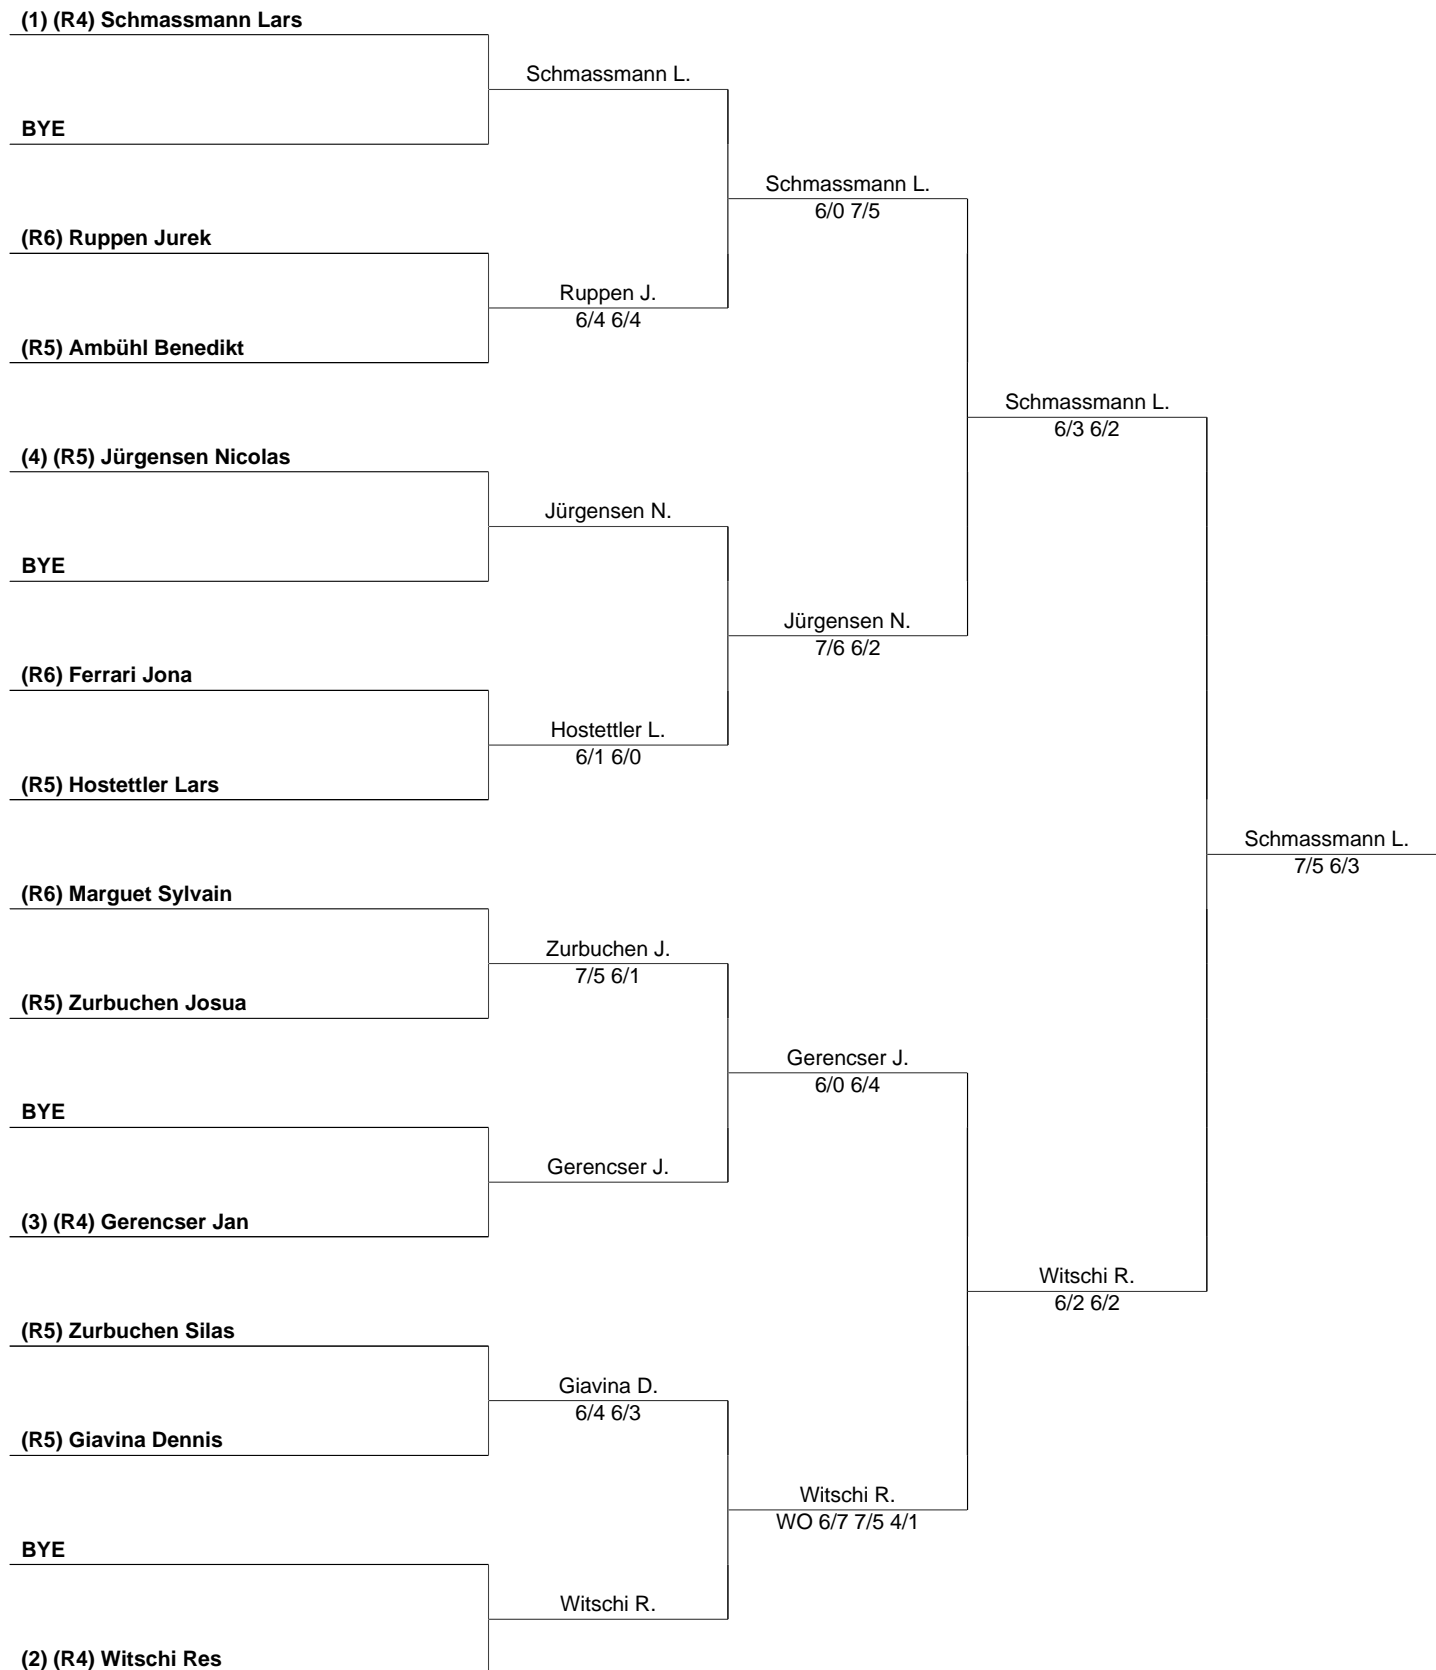 (1) (R4) Schmassmann Lars
Schmassmann L.
BYE
Schmassmann L.
6/0 7/5
(R6) Ruppen Jurek
Ruppen J.
6/4 6/4
(R5) Ambühl Benedikt
Schmassmann L.
6/3 6/2
(4) (R5) Jürgensen Nicolas
Jürgensen N.
BYE
Jürgensen N.
7/6 6/2
(R6) Ferrari Jona
Hostettler L.
6/1 6/0
(R5) Hostettler Lars
Schmassmann L.
7/5 6/3
(R6) Marguet Sylvain
Zurbuchen J.
7/5 6/1
(R5) Zurbuchen Josua
Gerencser J.
6/0 6/4
BYE
Gerencser J.
(3) (R4) Gerencser Jan
Witschi R.
6/2 6/2
(R5) Zurbuchen Silas
Giavina D.
6/4 6/3
(R5) Giavina Dennis
Witschi R.
WO 6/7 7/5 4/1
BYE
Witschi R.
(2) (R4) Witschi Res